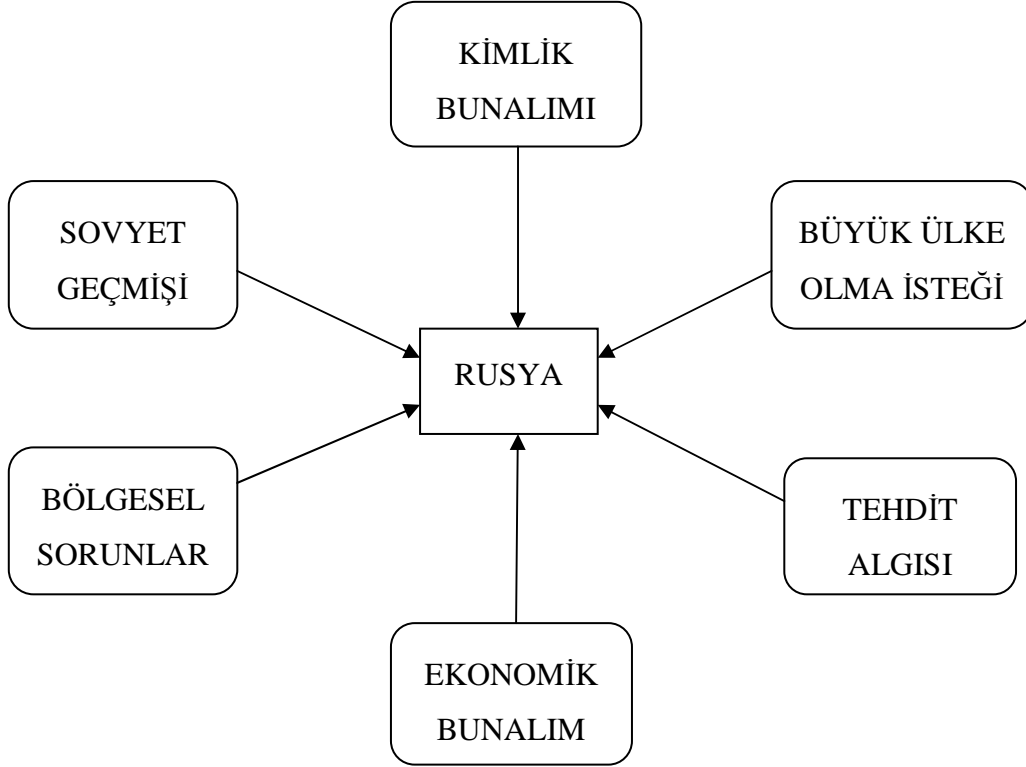 KİMLİK
BUNALIMI
SOVYET
GEÇMİŞİ
BÜYÜK ÜLKE
OLMA İSTEĞİ
RUSYA
BÖLGESEL
SORUNLAR
TEHDİT
ALGISI
EKONOMİK
BUNALIM